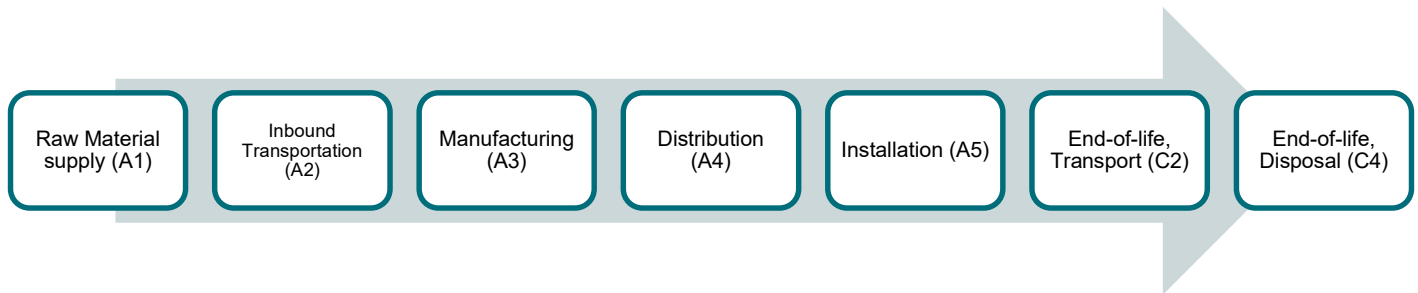 Raw Material
supply (A1)
Inbound
Transportation
(A2)
Manufacturing
(A3)
Distribution
(A4)
Installation (A5)
End-of-life,
Transport (C2)
End-of-life,
Disposal (C4)